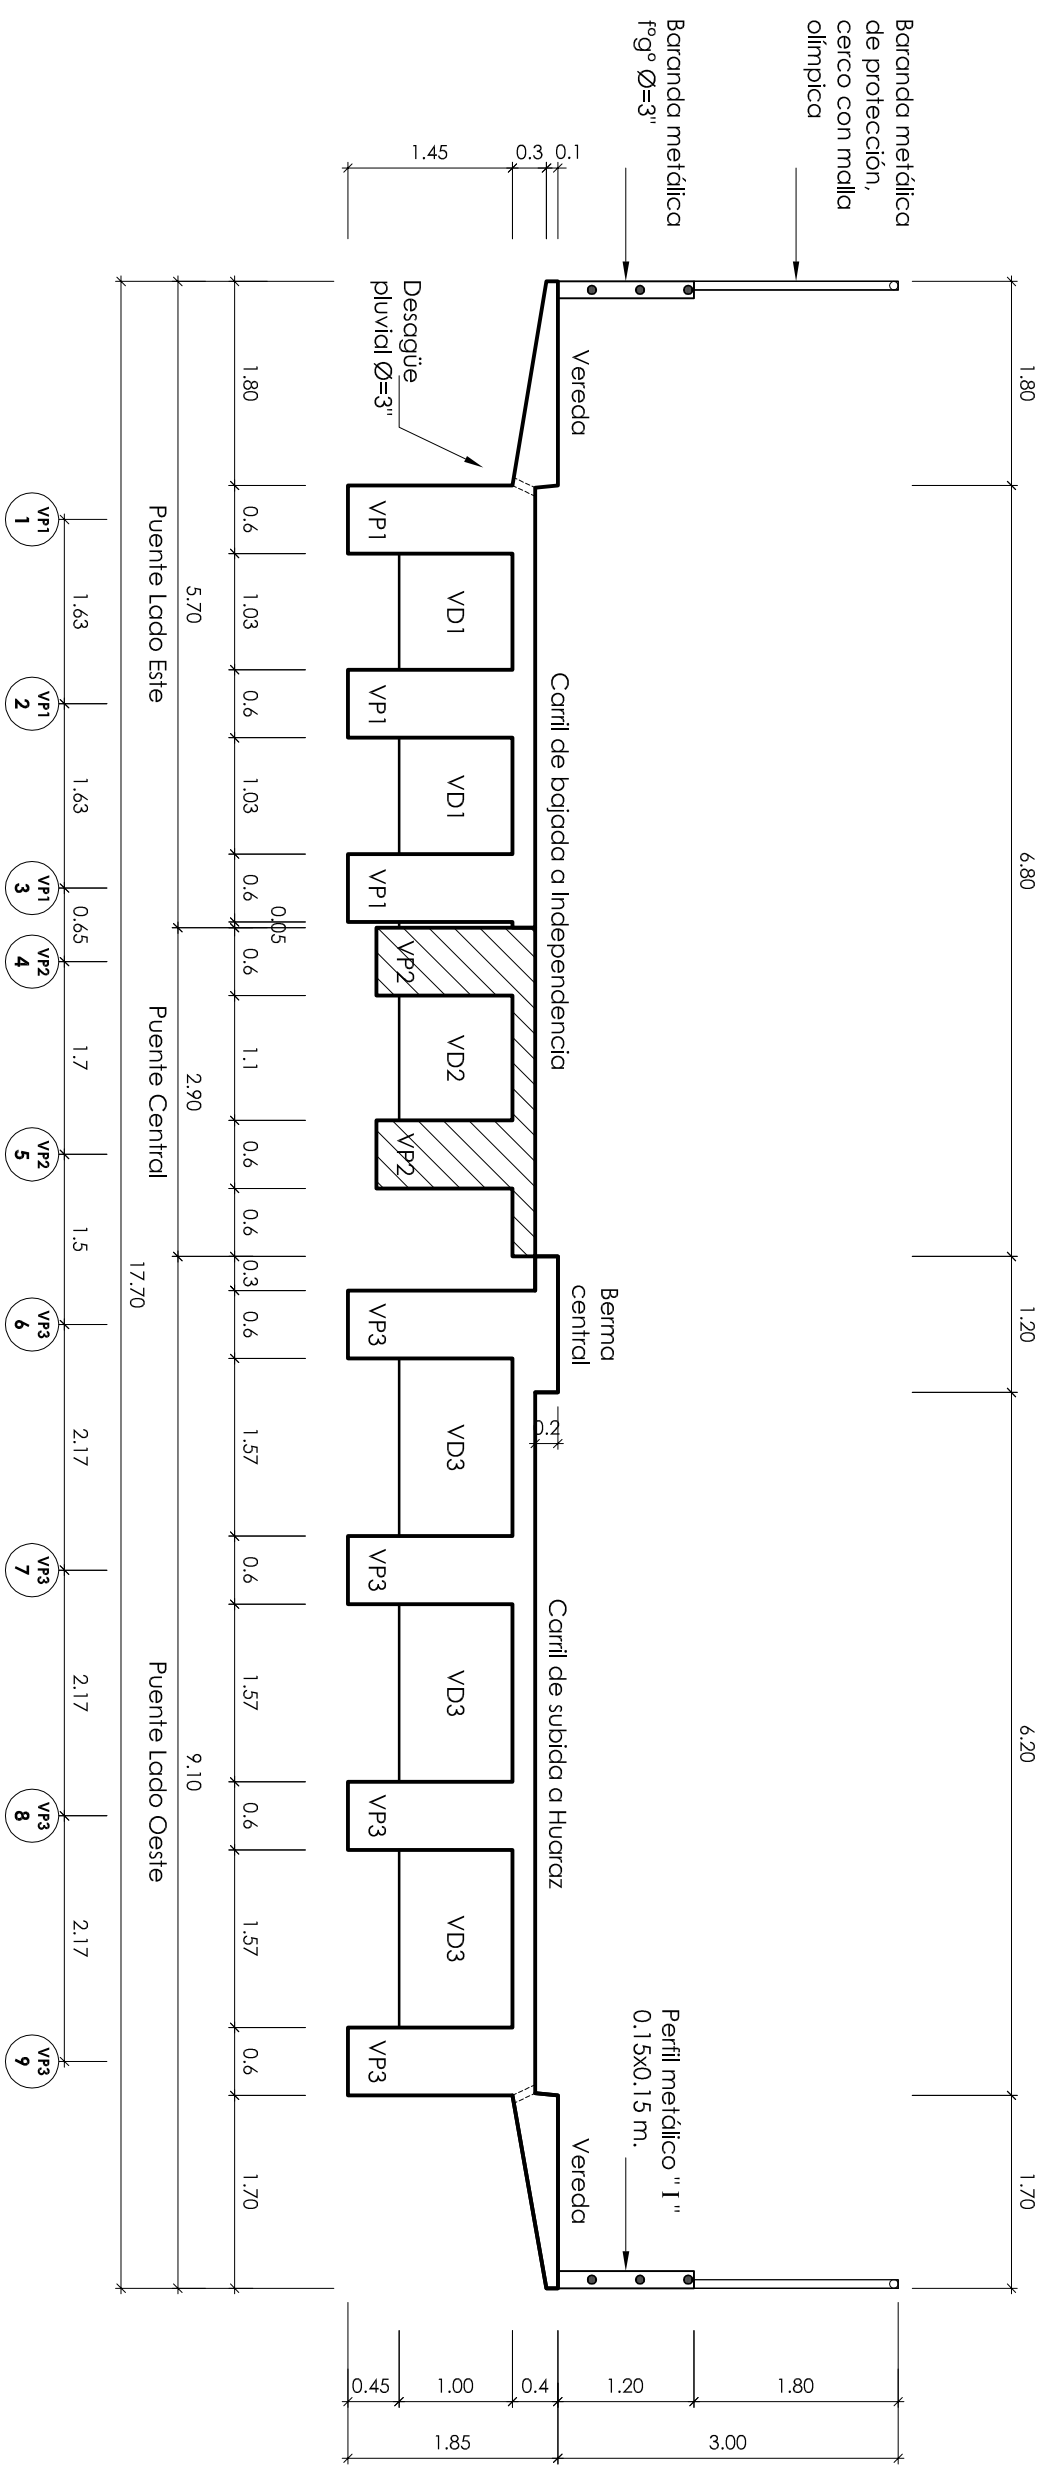 1.80
6.80
1.20
6.20
1.70
Baranda metálica
de protección,
cerco con malla
olímpica
Baranda metálica
f°g° Ø=3"
Perfil metálico " I "
0.15x0.15 m.
Vereda
Carril de bajada a Independencia
Berma
central
Carril de subida a Huaraz
Vereda
0.1
0.3
1.45
0.2
1.80
1.20
0.4
1.00
0.45
3.00
1.85
Desagüe
pluvial Ø=3"
VP1
VD1
VP1
VD1
VP1
VP2
VD2
VP2
VP3
VD3
VP3
VD3
VP3
VD3
VP3
1.80
0.6
1.03
0.6
1.03
0.6
0.05
0.6
1.1
0.6
0.6
0.3
0.6
1.57
0.6
1.57
0.6
1.57
0.6
1.70
5.70
2.90
9.10
Puente Lado Este
Puente Central
Puente Lado Oeste
17.70
1.63
1.63
0.65
1.7
1.5
2.17
2.17
2.17
VP1
1
VP1
2
VP1
3
VP2
4
VP2
5
VP3
6
VP3
7
VP3
8
VP3
9